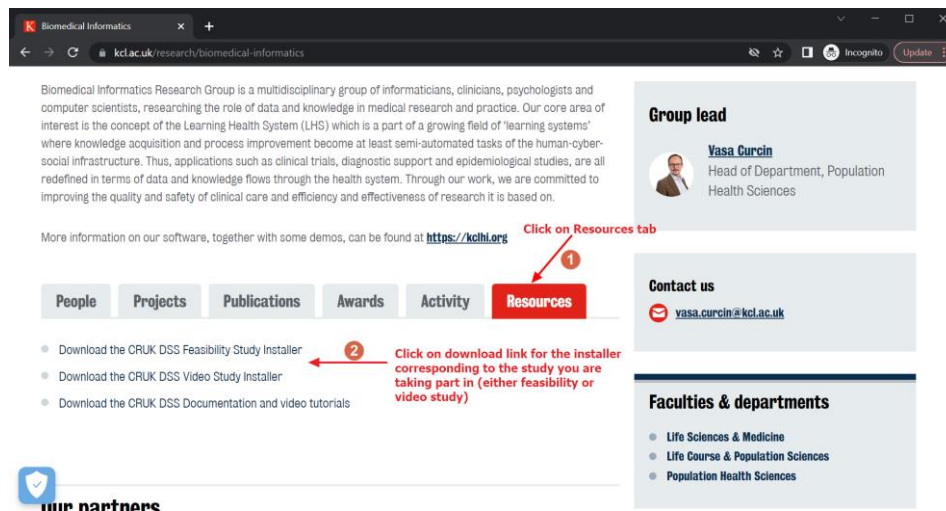 K Biomedical Informatics × +
kcl.ac.uk/research/biomedical-informatics Incognito Update
Biomedical Informatics Research Group is a multidisciplinary group of informaticians, clinicians, psychologists and
computer scientists, researching the role of data and knowledge in medical research and practice. Our core area of
interest is the concept of the Learning Health System (LHS) which is a part of a growing field of 'learning systems'
where knowledge acquisition and process improvement become at least semi-automated tasks of the human-cyber-
social infrastructure. Thus, applications such as clinical trials, diagnostic support and epidemiological studies, are all
redefined in terms of data and knowledge flows through the health system. Through our work, we are committed to
improving the quality and safety of clinical care and efficiency and effectiveness of research it is based on.
More information on our software, together with some demos, can be found at https://kclhi.org
Click on Resources tab
1
People Projects Publications Awards Activity Resources
Download the CRUK DSS Feasibility Study Installer
Download the CRUK DSS Video Study Installer
Download the CRUK DSS Documentation and video tutorials
2
Click on download link for the installer
corresponding to the study you are
taking part in (either feasibility or
video study)
Our partners
Group lead
Vasa Curcin
Head of Department, Population
Health Sciences
Contact us
vasa.curcin@kcl.ac.uk
Faculties & departments
Life Sciences & Medicine
Life Course & Population Sciences
Population Health Sciences